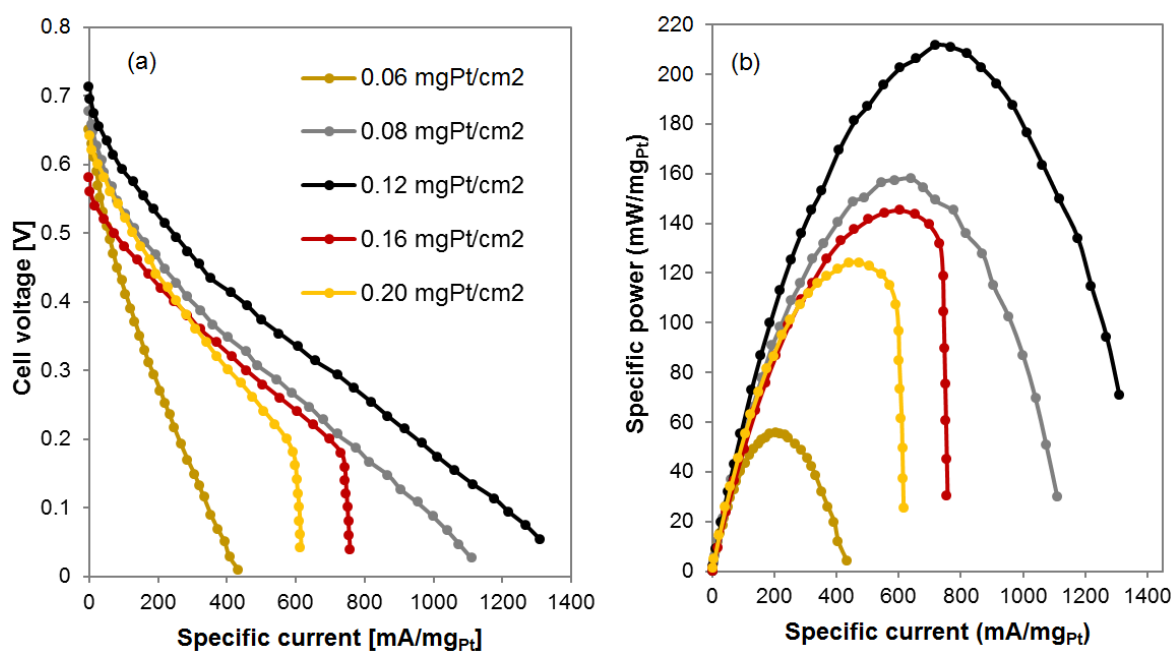 (a)
0.06 mgPt/cm2
0.08 mgPt/cm2
0.12 mgPt/cm2
0.16 mgPt/cm2
0.20 mgPt/cm2
Cell voltage [V]
0.8
0.7
0.6
0.5
0.4
0.3
0.2
0.1
0
0 200 400 600 800 1000 1200 1400
Specific current [mA/mgPt]
(b)
Specific power (mW/mgPt)
220
200
180
160
140
120
100
80
60
40
20
0
0 200 400 600 800 1000 1200 1400
Specific current (mA/mgPt)